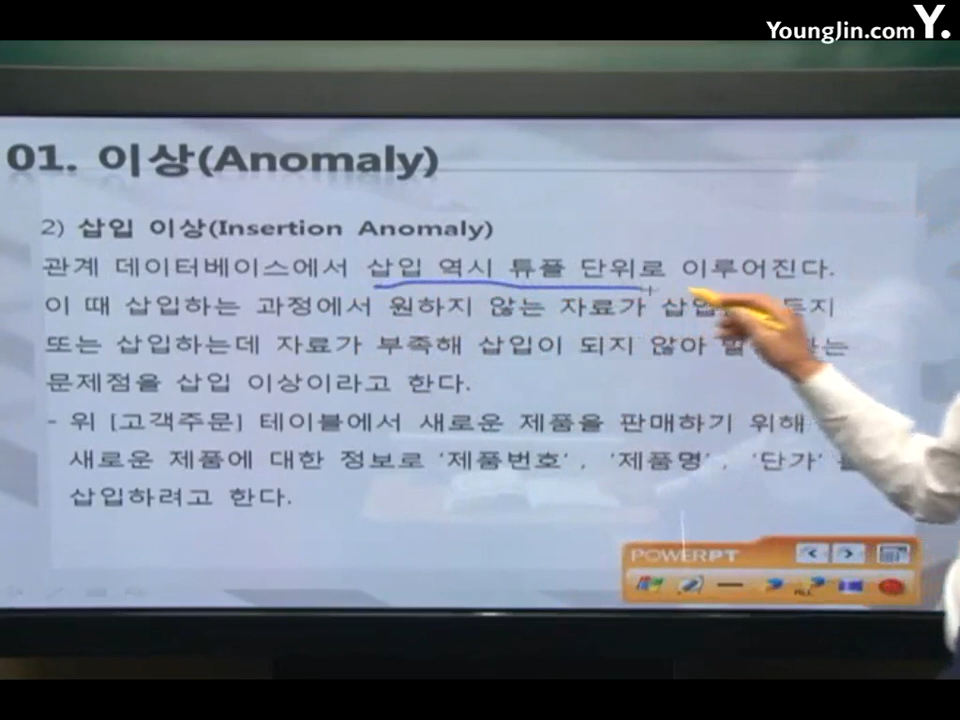 YoungJin.com Y.
01. 이상(Anomaly)
2) 삽입 이상(Insertion Anomaly)
관계 데이터베이스에서 삽입 역시 튜플 단위로 이루어진다.
이 때 삽입하는 과정에서 원하지 않는 자료가
또는 삽입하는데 자료가 부족해 삽입이 되지 않아
문제점을 삽입 이상이라고 한다.
- 위 [고객주문] 테이블에서 새로운 제품을 판매하기 위해
새로운 제품에 대한 정보로 '제품번호', '제품명', '단가'
삽입하려고 한다.
POWERPT